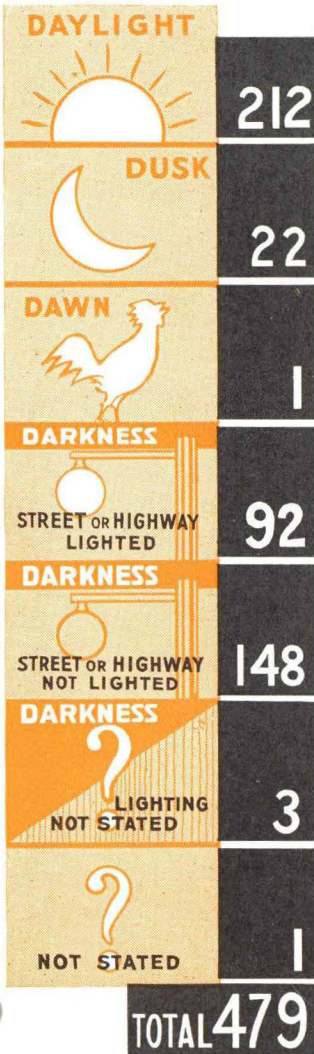 DAYLIGHT
212
DUSK
22
DAWN
1
DARKNESS
STREET OR HIGHWAY
LIGHTED
92
DARKNESS
STREET OR HIGHWAY
NOT LIGHTED
148
DARKNESS
?
LIGHTING
NOT STATED
3
?
NOT STATED
1
TOTAL 479